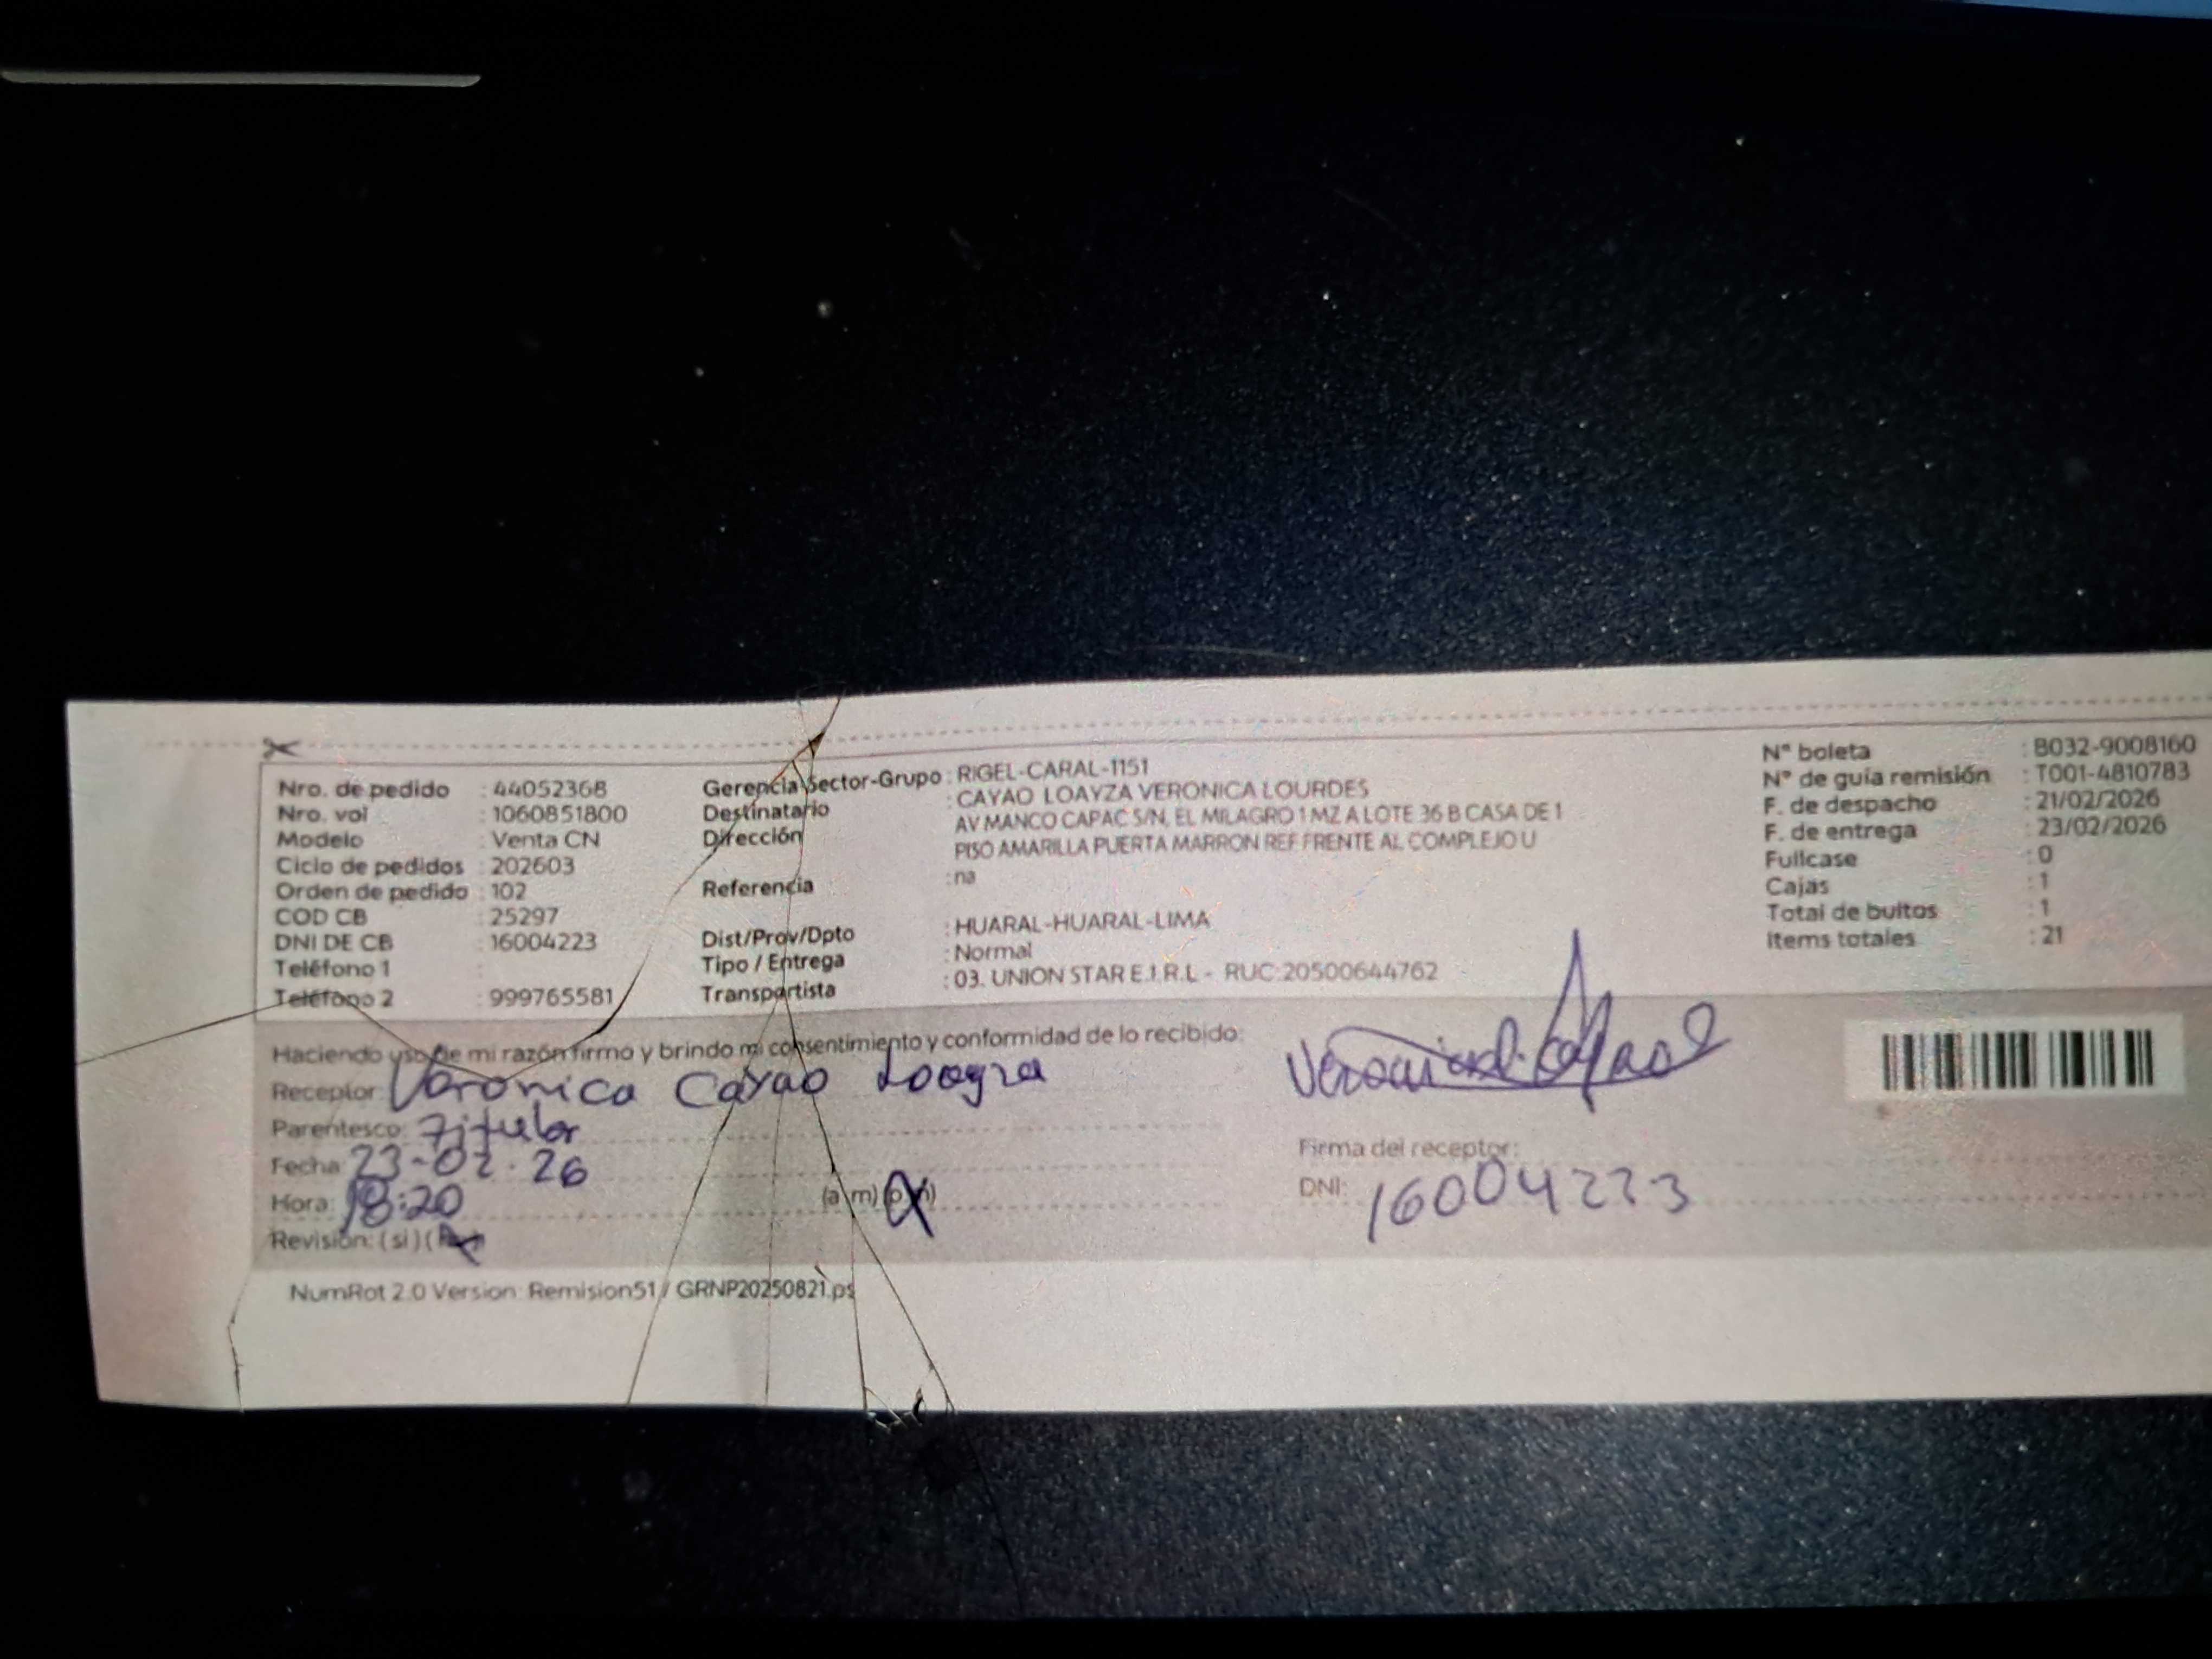 Nro. de pedido : 44052368
Nro. vol : 1060851800
Modelo : Venta CN
Ciclo de pedidos : 202603
Orden de pedido : 102
COD CB : 25297
DNI DE CB : 16004223
Teléfono 1 :
Teléfono 2 : 999765581
Gerencia-Sector-Grupo : RIGEL-CARAL-1151
Destinatario : CAYAO LOAYZA VERONICA LOURDES
Dirección AV MANCO CAPAC S/N, EL MILAGRO 1 MZ A LOTE 36 B CASA DE 1
PISO AMARILLA PUERTA MARRON REF FRENTE AL COMPLEJO U
Referencia : na
Dist/Prov/Dpto : HUARAL-HUARAL-LIMA
Tipo / Entrega : Normal
Transportista : 03. UNION STAR E.I.R.L - RUC:20500644762
N° boleta : B032-9008160
N° de guía remisión : T001-4810783
F. de despacho : 21/02/2026
F. de entrega : 23/02/2026
Fullcase : 0
Cajas : 1
Total de bultos : 1
Items totales : 21
Haciendo uso de mi razón firmo y brindo mi consentimiento y conformidad de lo recibido:
Receptor: Veronica Cayao Loayza
Parentesco: Titular
Fecha: 23-02-26
Hora: 18:20 (a m) (p m)
Revisión: (si) (
Firma del receptor:
DNI: 16004223
NumRot 2.0 Version: Remision51 / GRNP20250821.ps